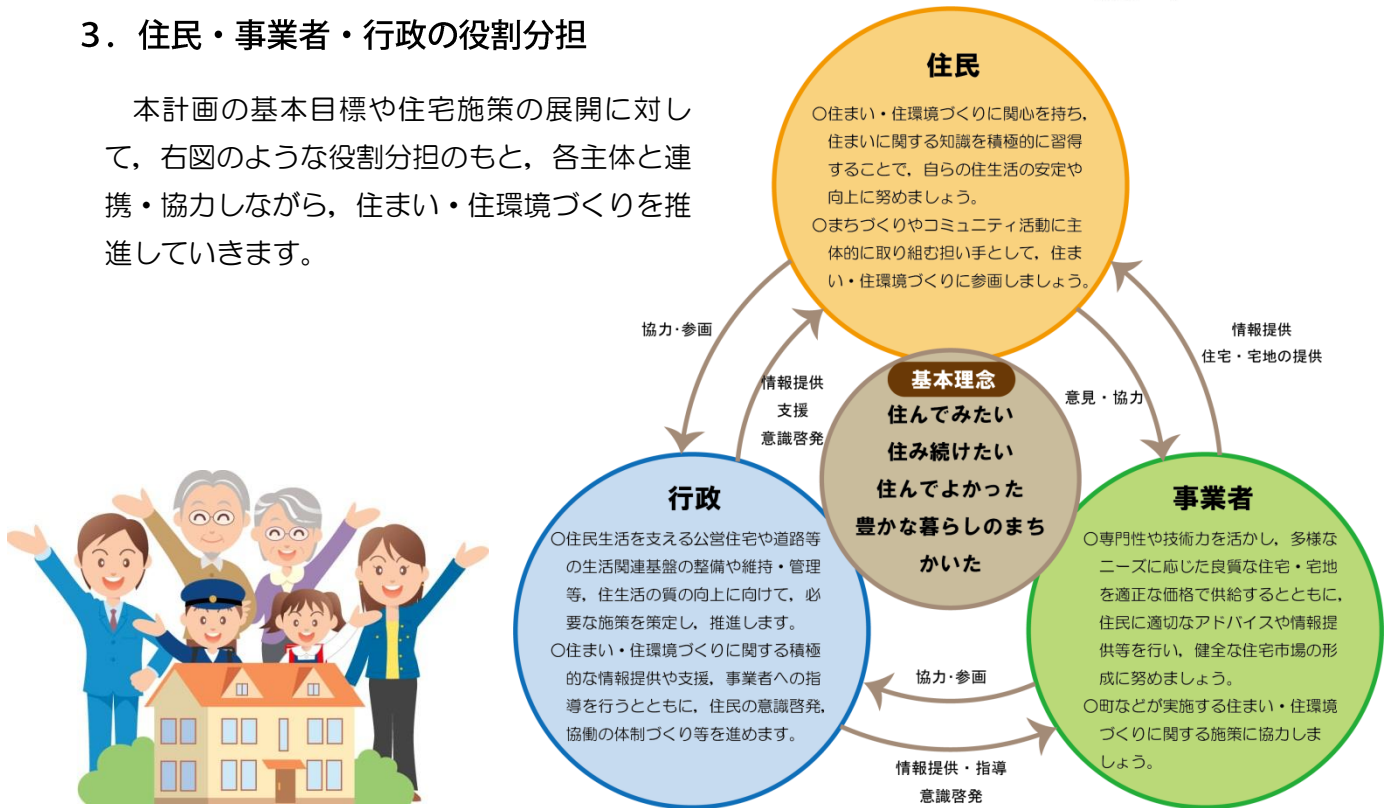 ３．住民・事業者・行政の役割分担
本計画の基本目標や住宅施策の展開に対し
て，右図のような役割分担のもと，各主体と連
携・協力しながら，住まい・住環境づくりを推
進していきます。
住民
○住まい・住環境づくりに関心を持ち，
住まいに関する知識を積極的に習得
することで，自らの住生活の安定や
向上に努めましょう。
○まちづくりやコミュニティ活動に主
体的に取り組む担い手として，住ま
い・住環境づくりに参画しましょう。
協力・参画
情報提供
支援
意識啓発
意見・協力
情報提供
住宅・宅地の提供
基本理念
住んでみたい
住み続けたい
住んでよかった
豊かな暮らしのまち
かいた
行政
○住民生活を支える公営住宅や道路等
の生活関連基盤の整備や維持・管理
等，住生活の質の向上に向けて，必
要な施策を策定し，推進します。
○住まい・住環境づくりに関する積極
的な情報提供や支援，事業者への指
導を行うとともに，住民の意識啓発，
協働の体制づくり等を進めます。
事業者
○専門性や技術力を活かし，多様な
ニーズに応じた良質な住宅・宅地
を適正な価格で供給するとともに，
住民に適切なアドバイスや情報提
供等を行い，健全な住宅市場の形
成に努めましょう。
○町などが実施する住まい・住環境
づくりに関する施策に協力しま
しょう。
協力・参画
情報提供・指導
意識啓発